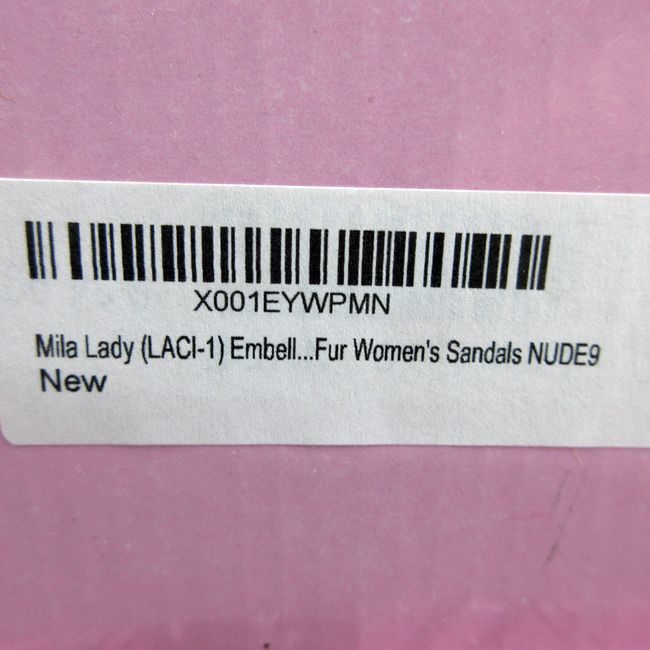 X001EYWPMN
Mila Lady (LACI-1) Embell...Fur Women's Sandals NUDE9
New